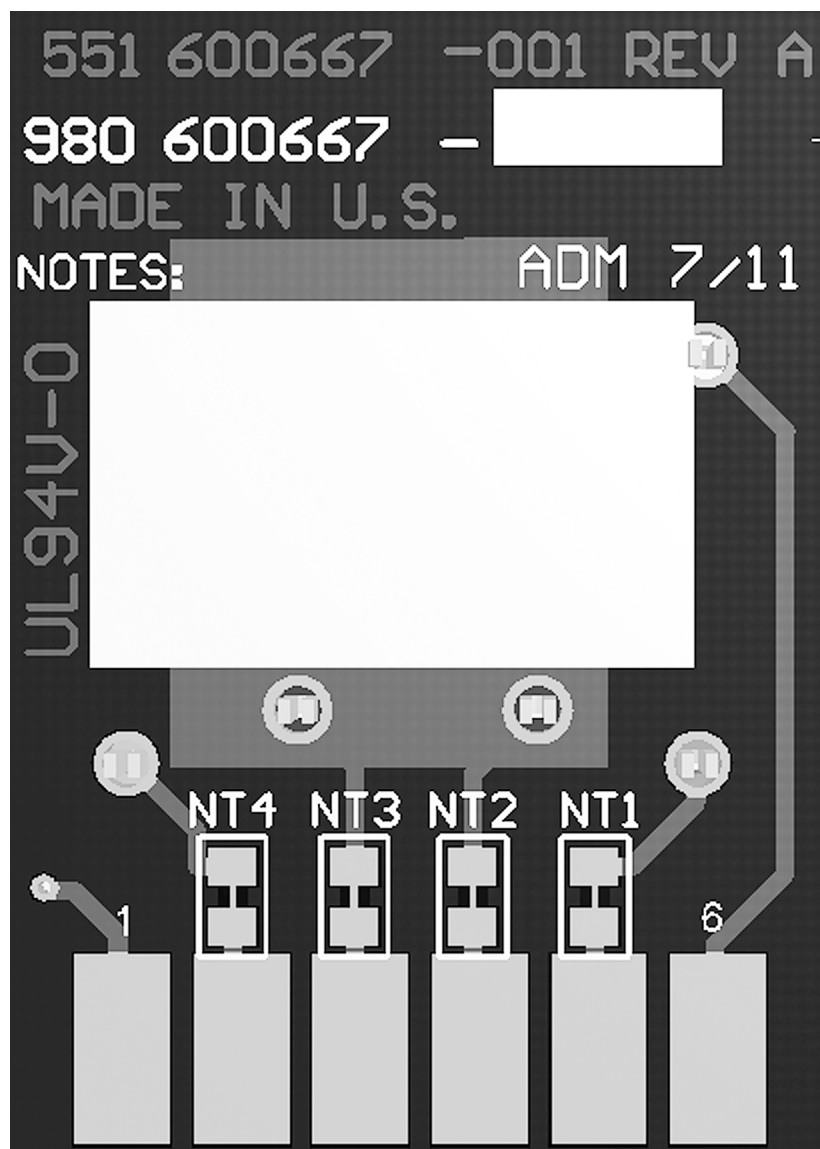 551 600667 -001 REV A
980 600667 -
MADE IN U.S.
NOTES: ADM 7/11
UL94V-0
NT4 NT3 NT2 NT1
1 6